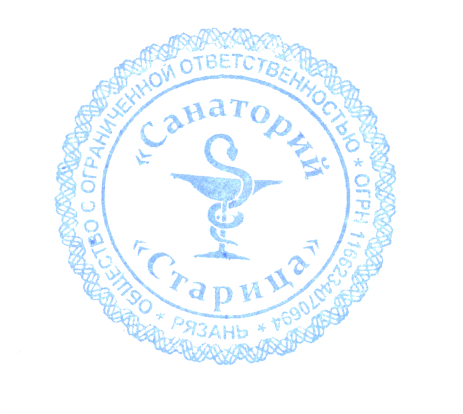 ОБЩЕСТВО С ОГРАНИЧЕННОЙ ОТВЕТСТВЕННОСТЬЮ * ОГРН 1166234070694 * РЯЗАНЬ *
«Санаторий
«Старица»